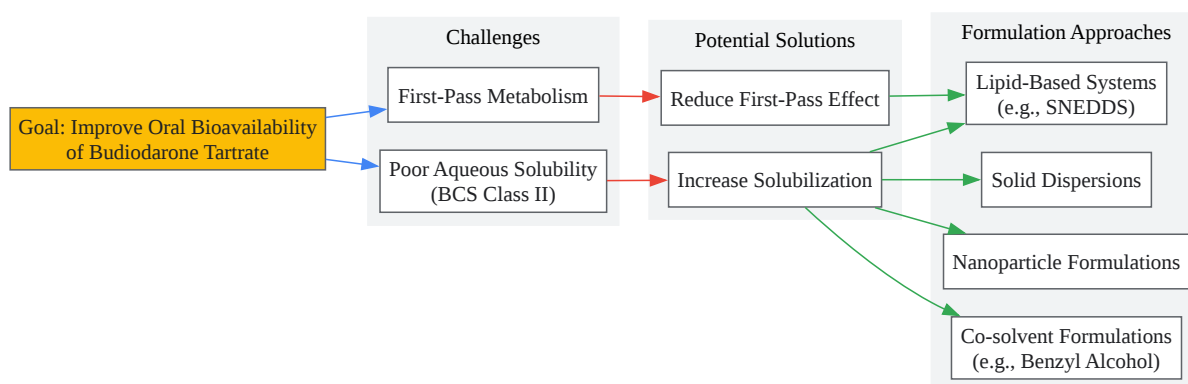 Challenges
Potential Solutions
Formulation Approaches
Goal: Improve Oral Bioavailability
of Budiodarone Tartrate
First-Pass Metabolism
Poor Aqueous Solubility
(BCS Class II)
Reduce First-Pass Effect
Increase Solubilization
Lipid-Based Systems
(e.g., SNEDDS)
Solid Dispersions
Nanoparticle Formulations
Co-solvent Formulations
(e.g., Benzyl Alcohol)